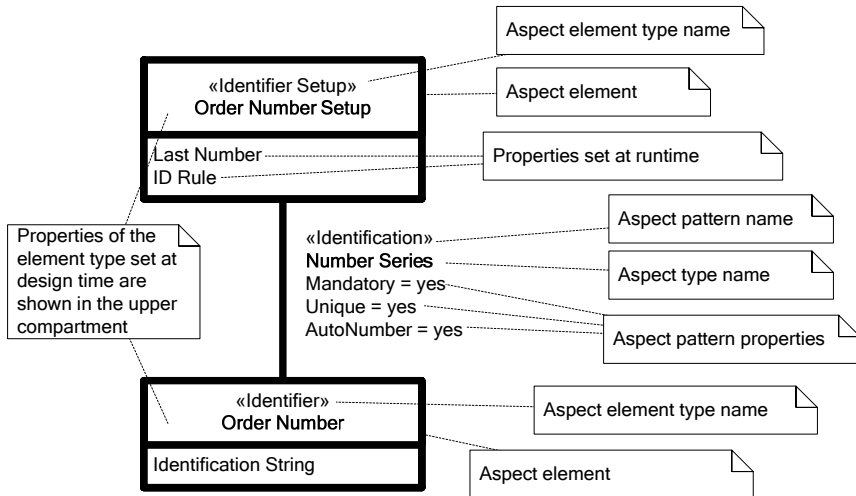 Aspect element type name
«Identifier Setup»
Order Number Setup
Aspect element
Last Number
ID Rule
Properties set at runtime
Properties of the
element type set at
design time are
shown in the upper
compartment
«Identification»
Number Series
Mandatory = yes
Unique = yes
AutoNumber = yes
Aspect pattern name
Aspect type name
Aspect pattern properties
«Identifier»
Order Number
Aspect element type name
Identification String
Aspect element